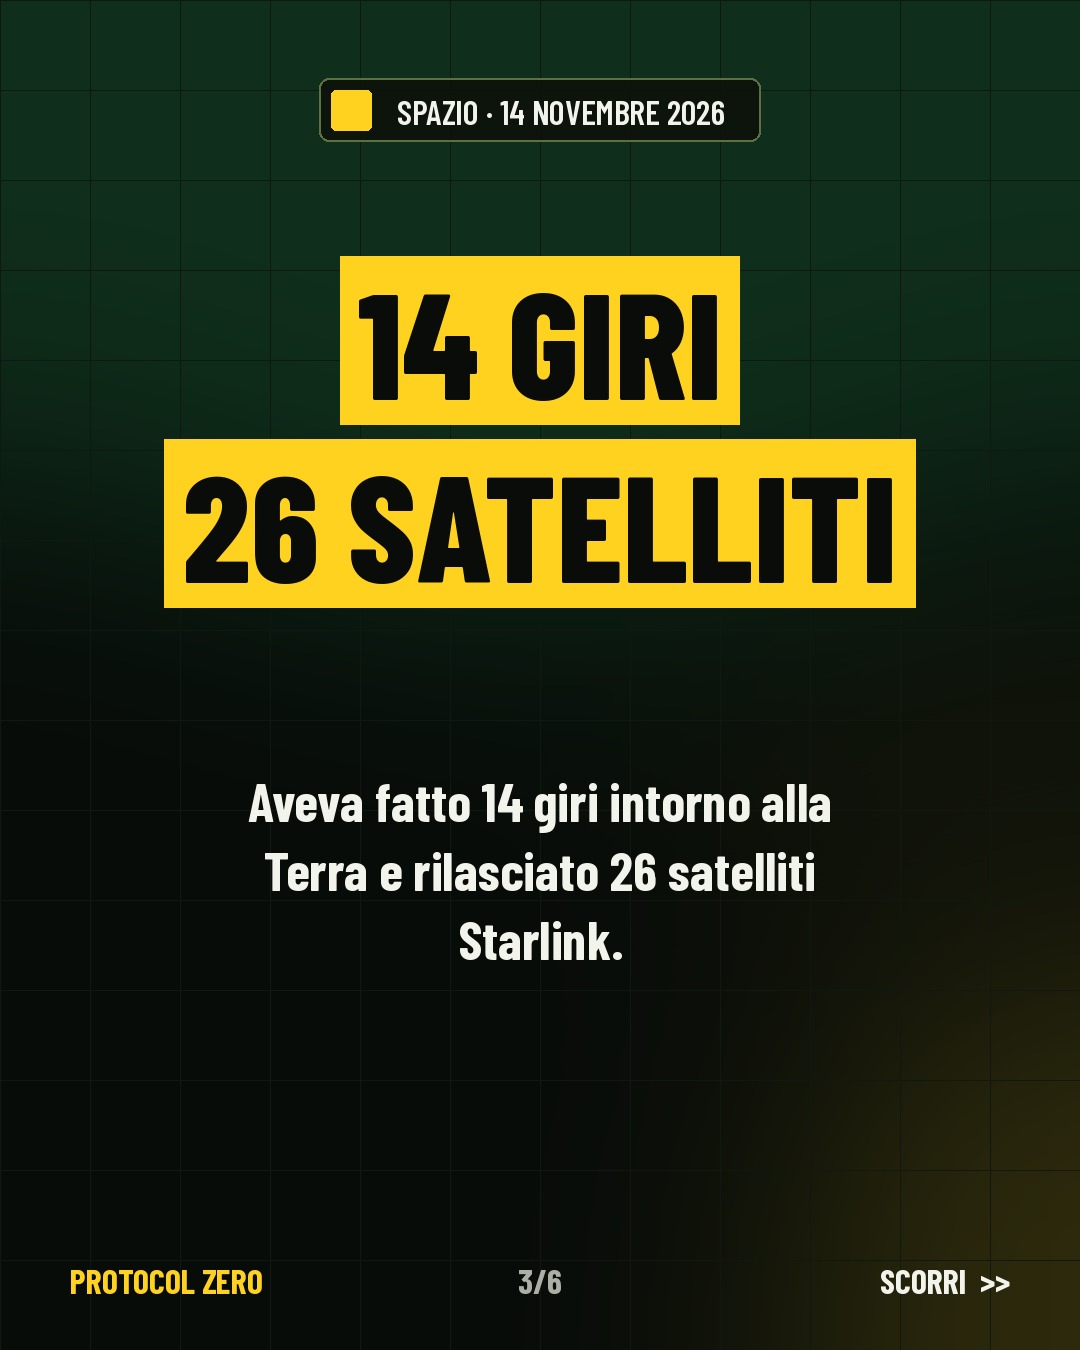 SPAZIO · 14 NOVEMBRE 2026
14 GIRI
26 SATELLITI
Aveva fatto 14 giri intorno alla
Terra e rilasciato 26 satelliti
Starlink.
PROTOCOL ZERO
3/6
SCORRI >>